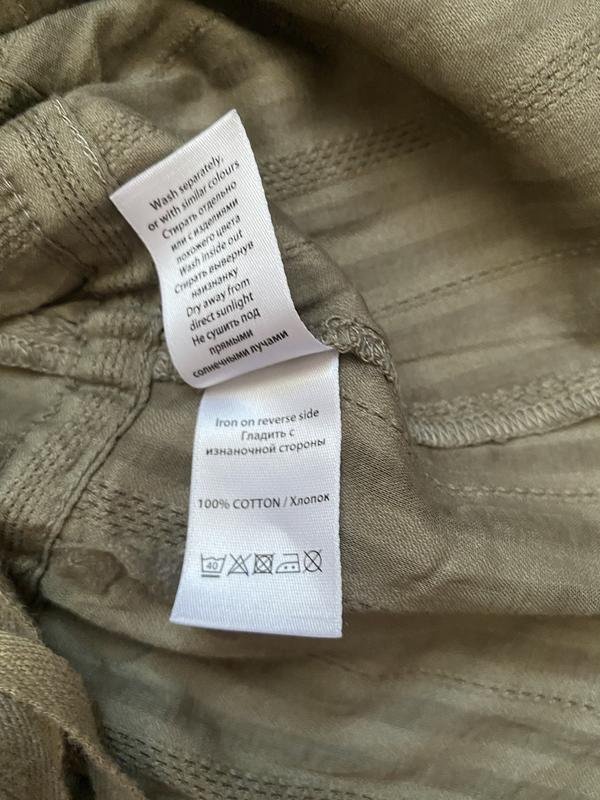 Wash separately,
or with similar colours
Стирать отдельно
или с изделиями
похожего цвета
Wash inside out
Стирать вывернув
наизнанку
Dry away from
direct sunlight
Не сушить под
прямыми
солнечными лучами
Iron on reverse side
Гладить с
изнаночной стороны
100% COTTON / Хлопок
40